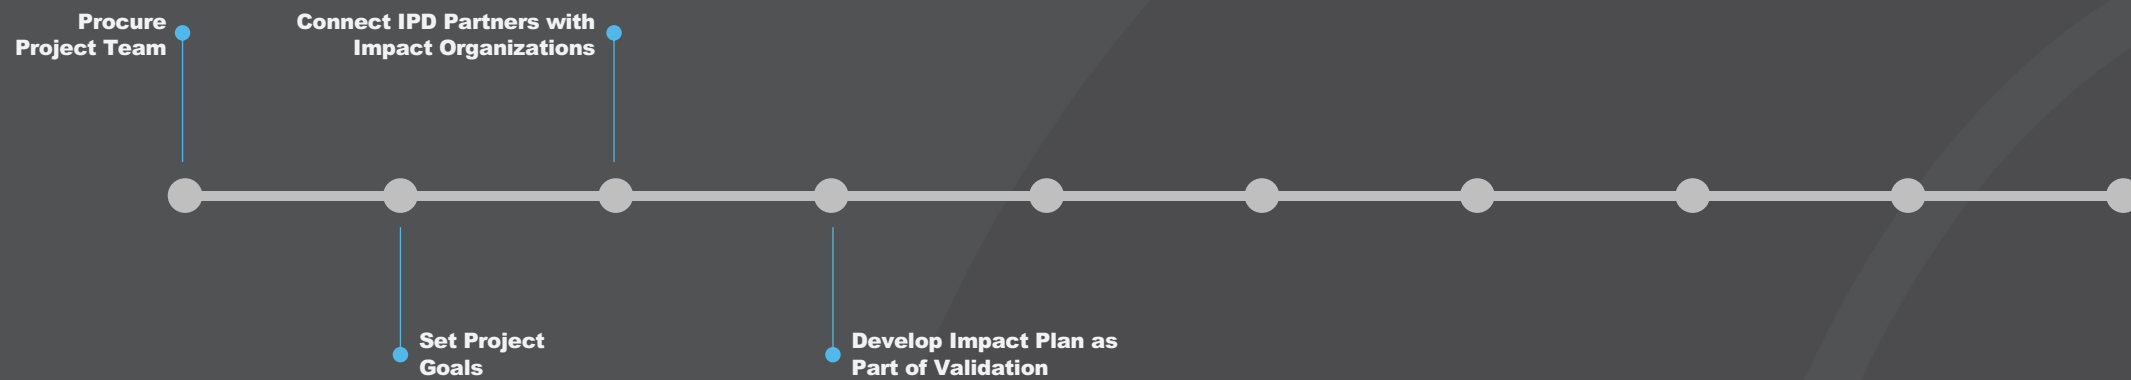 Procure
Project Team
Connect IPD Partners with
Impact Organizations
Set Project
Goals
Develop Impact Plan as
Part of Validation